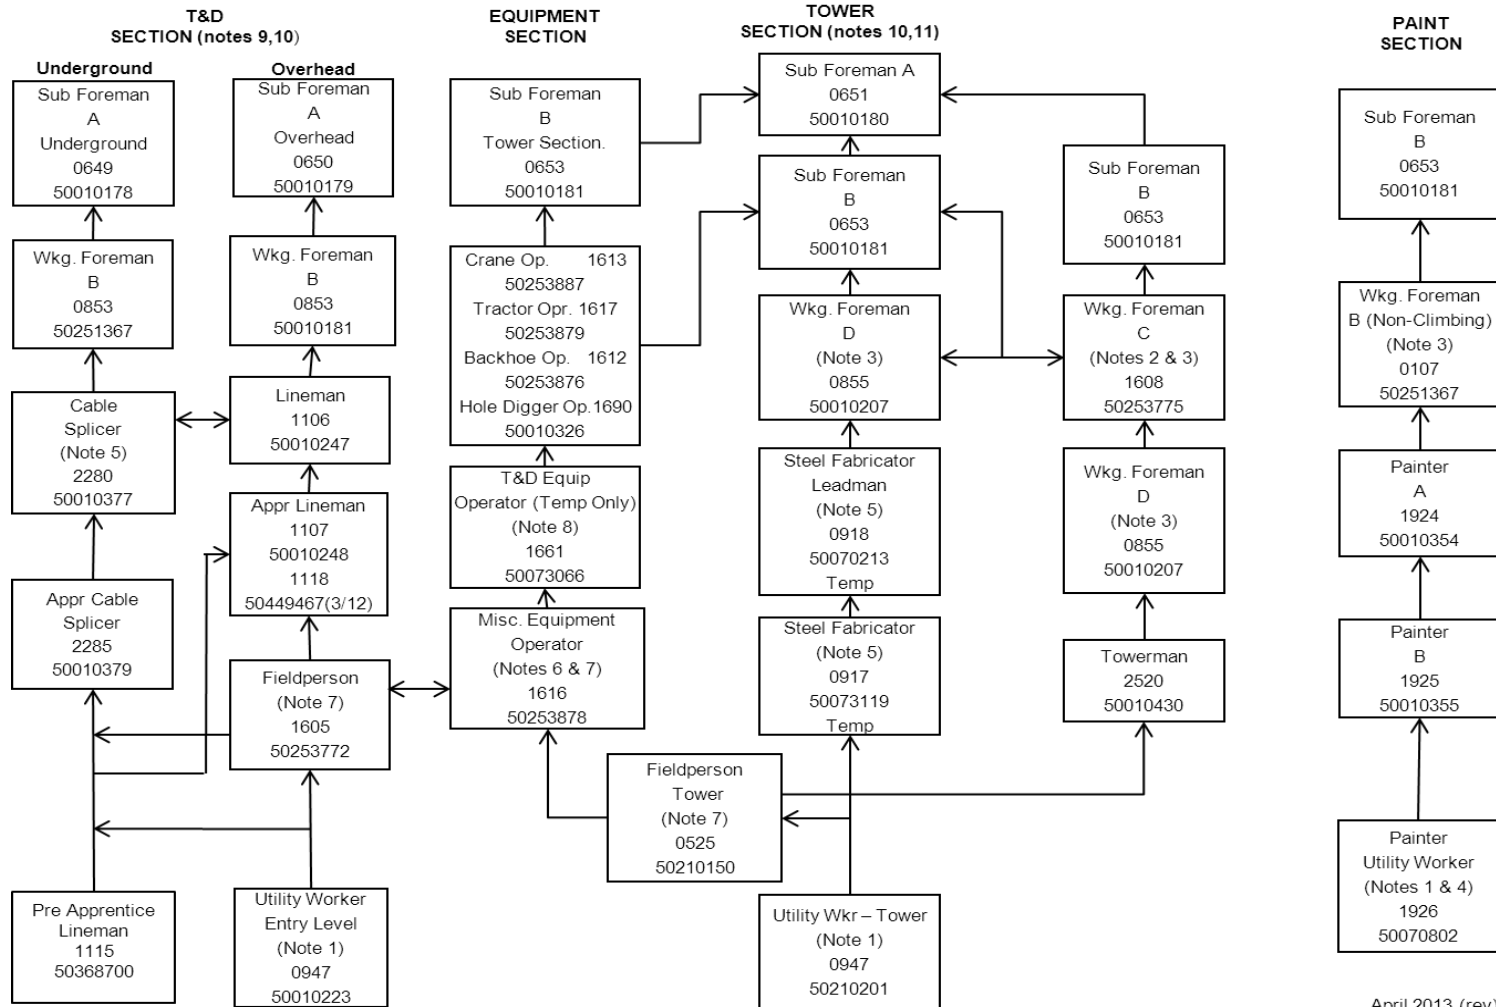 T&D
SECTION (notes 9,10)
Underground
Sub Foreman
A
Underground
0649
50010178
Wkg. Foreman
B
0853
50251367
Cable
Splicer
(Note 5)
2280
50010377
Appr Cable
Splicer
2285
50010379
Pre Apprentice
Lineman
1115
50368700
Overhead
Sub Foreman
A
Overhead
0650
50010179
Wkg. Foreman
B
0853
50010181
Lineman
1106
50010247
Appr Lineman
1107
50010248
1118
50449467(3/12)
Fieldperson
(Note 7)
1605
50253772
Utility Worker
Entry Level
(Note 1)
0947
50010223
EQUIPMENT
SECTION
Sub Foreman
B
Tower Section.
0653
50010181
Crane Op. 1613
50253887
Tractor Opr. 1617
50253879
Backhoe Op. 1612
50253876
Hole Digger Op.1690
50010326
T&D Equip
Operator (Temp Only)
(Note 8)
1661
50073066
Misc. Equipment
Operator
(Notes 6 & 7)
1616
50253878
TOWER
SECTION (notes 10,11)
Sub Foreman A
0651
50010180
Sub Foreman
B
0653
50010181
Wkg. Foreman
D
(Note 3)
0855
50010207
Steel Fabricator
Leadman
(Note 5)
0918
50070213
Temp
Steel Fabricator
(Note 5)
0917
50073119
Temp
Fieldperson
Tower
(Note 7)
0525
50210150
Utility Wkr – Tower
(Note 1)
0947
50210201
Sub Foreman
B
0653
50010181
Wkg. Foreman
C
(Notes 2 & 3)
1608
50253775
Wkg. Foreman
D
(Note 3)
0855
50010207
Towerman
2520
50010430
PAINT
SECTION
Sub Foreman
B
0653
50010181
Wkg. Foreman
B (Non-Climbing)
(Note 3)
0107
50251367
Painter
A
1924
50010354
Painter
B
1925
50010355
Painter
Utility Worker
(Notes 1 & 4)
1926
50070802
April 2013 (rev)